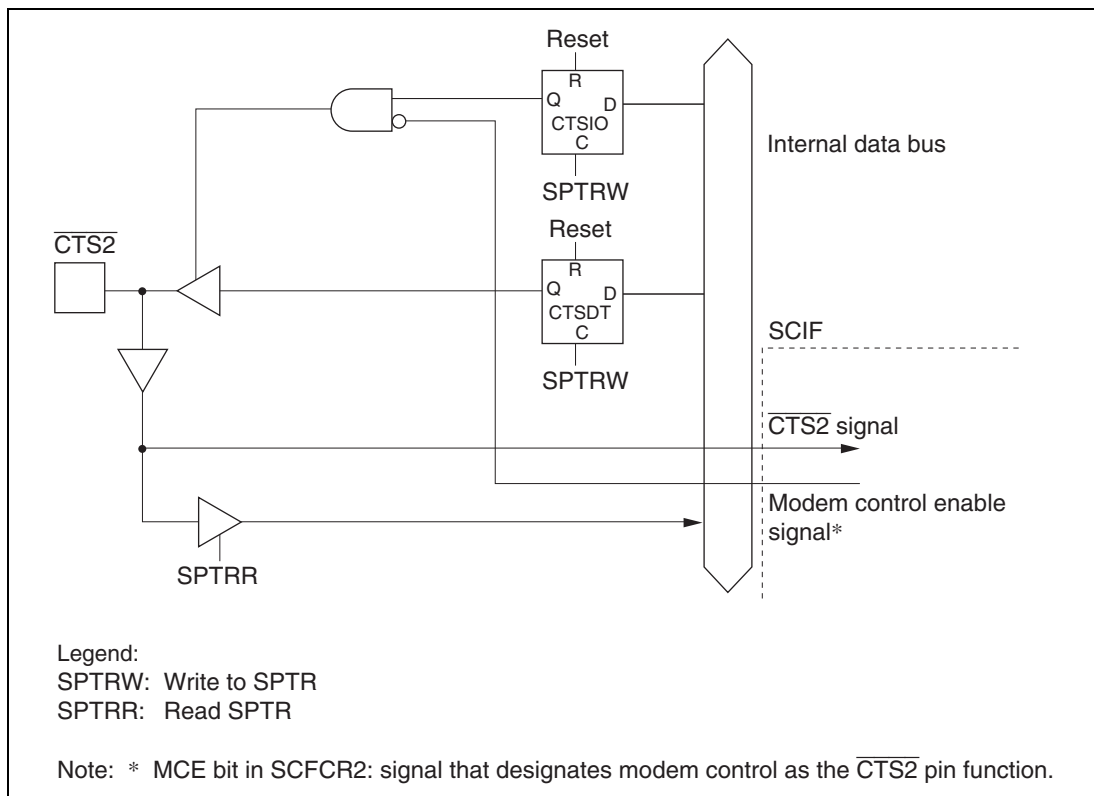 Reset
R
Q
D
CTSIO
C
SPTRW
Internal data bus
Reset
CTS2
R
Q
D
CTSDT
C
SPTRW
SCIF
CTS2 signal
Modem control enable
signal*
SPTRR
Legend:
SPTRW: Write to SPTR
SPTRR: Read SPTR
Note: * MCE bit in SCFCR2: signal that designates modem control as the CTS2 pin function.